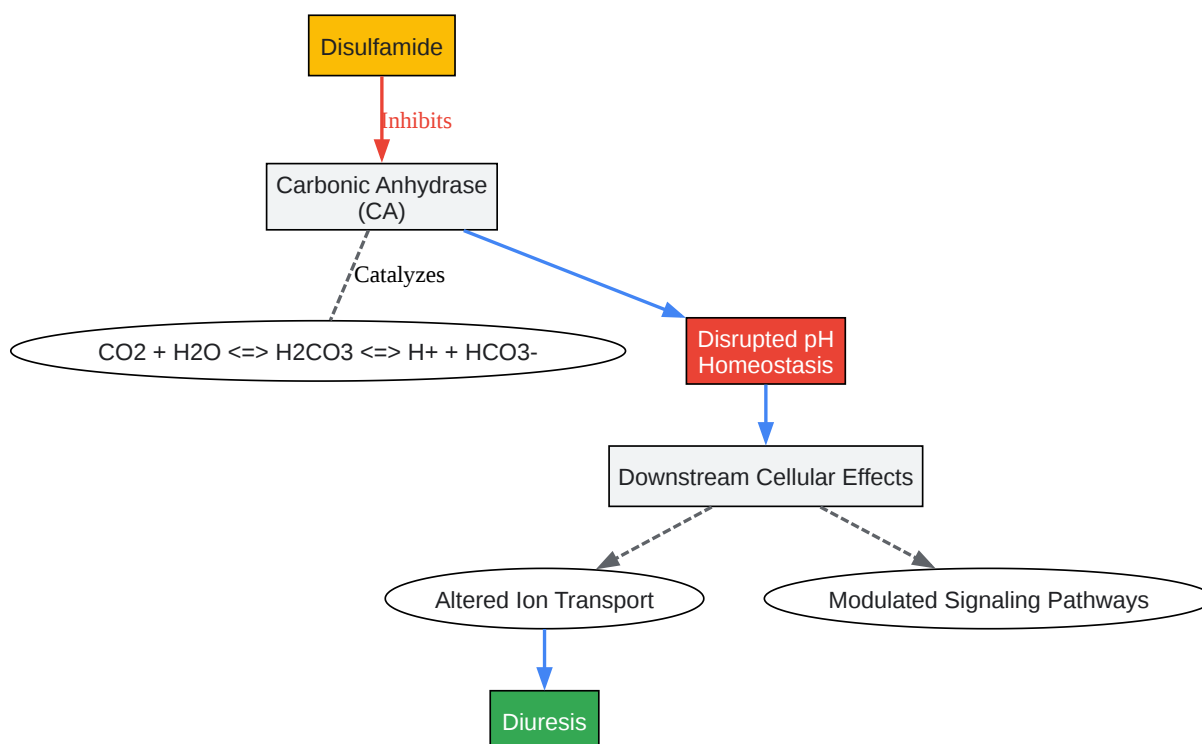 Disulfamide
Inhibits
Carbonic Anhydrase
(CA)
Catalyzes
CO2 + H2O <=> H2CO3 <=> H+ + HCO3-
Disrupted pH
Homeostasis
Downstream Cellular Effects
Altered Ion Transport
Modulated Signaling Pathways
Diuresis